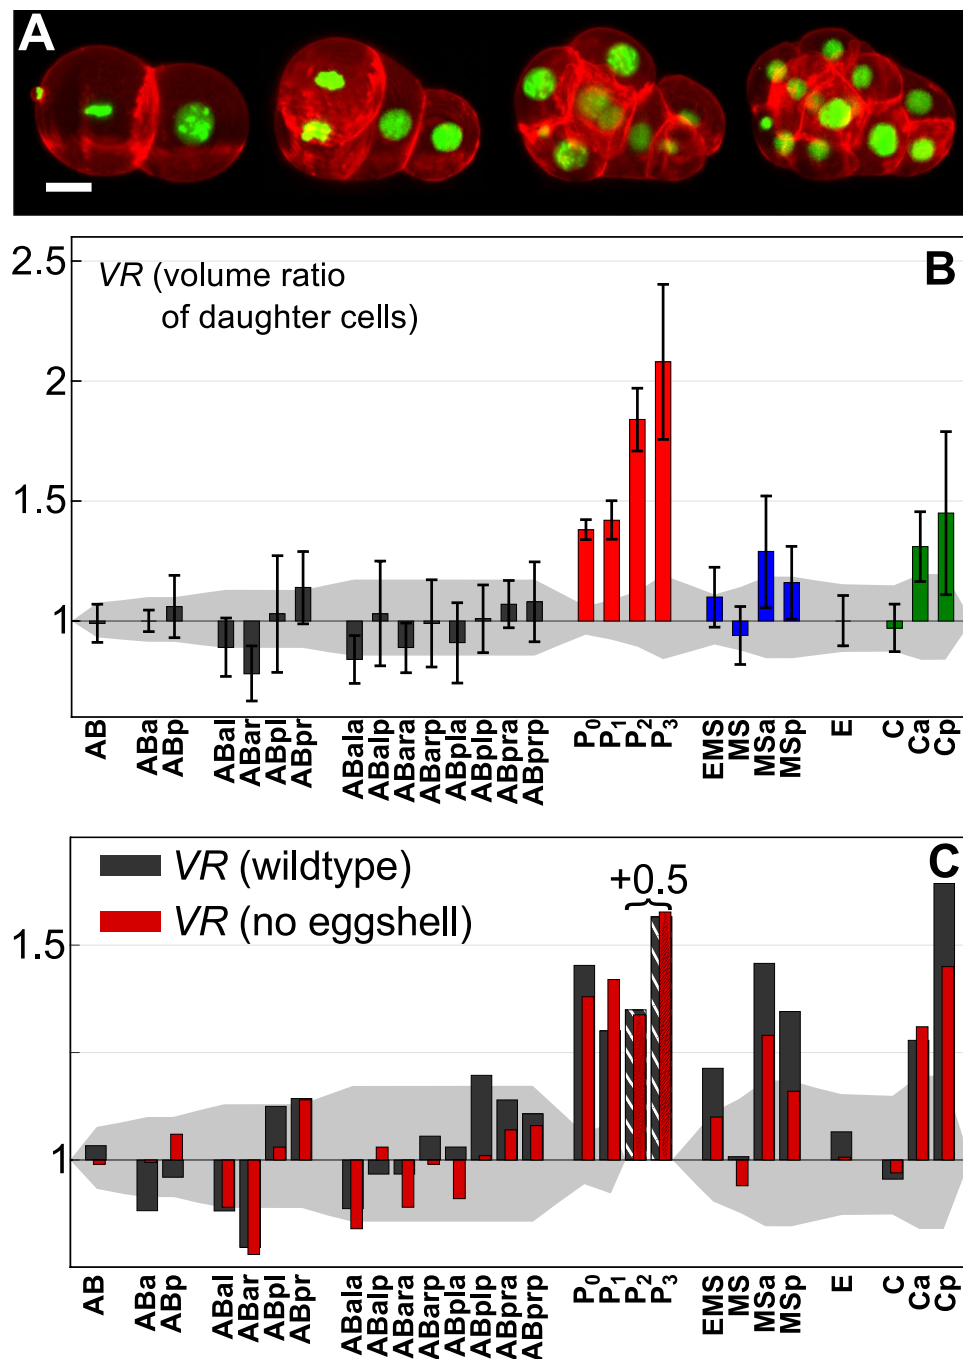 A
B
2.5
2
1.5
1
VR (volume ratio
of daughter cells)
AB ABa ABp ABal ABar ABpl ABpr ABala ABalp ABara ABarp ABpla ABplp ABpra ABprp P0 P1 P2 P3 EMS MS MSa MSp E C Ca Cp
C
VR (wildtype)
VR (no eggshell)
+0.5
1.5
1
AB ABa ABp ABal ABar ABpl ABpr ABala ABalp ABara ABarp ABpla ABplp ABpra ABprp P0 P1 P2 P3 EMS MS MSa MSp E C Ca Cp